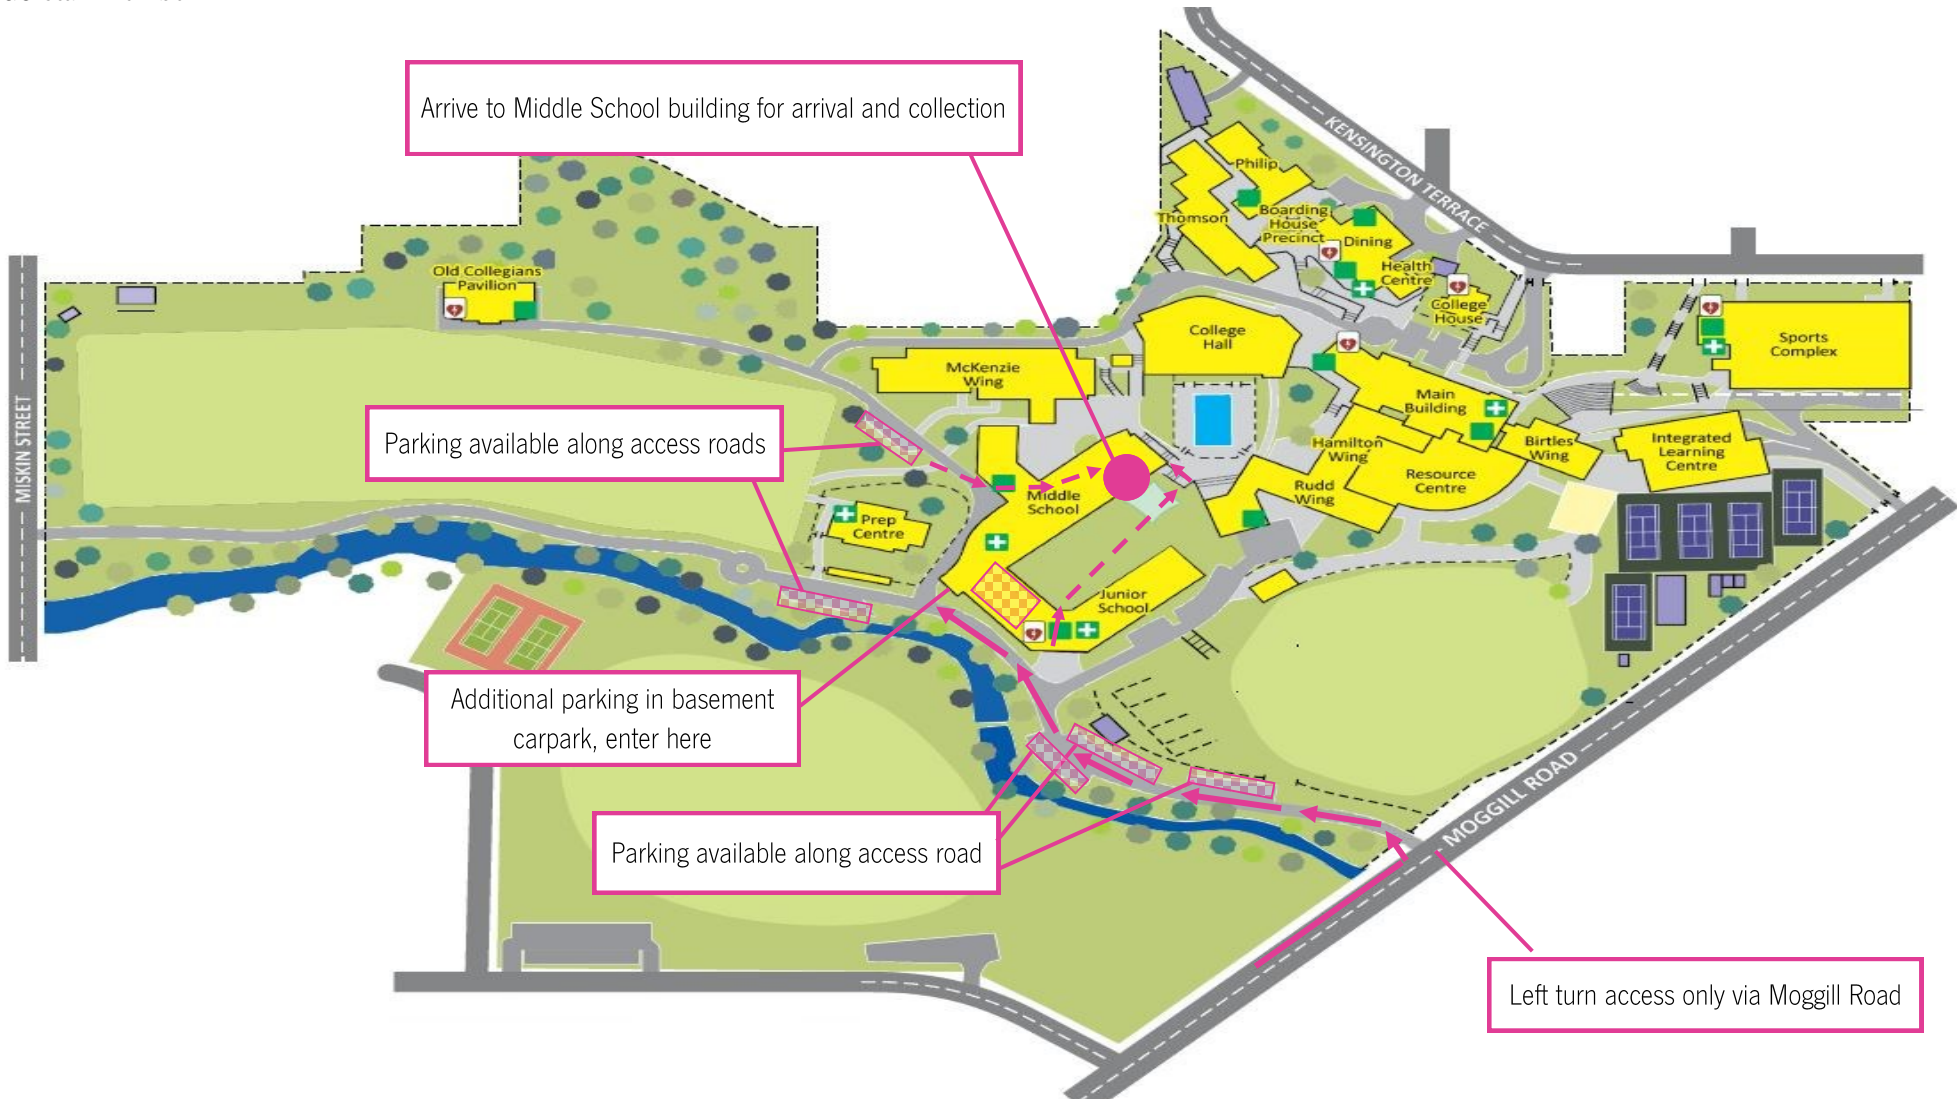 Arrive to Middle School building for arrival and collection
KENSINGTON TERRACE
Philip
Thomson
Boarding
House
Precinct
Dining
Health
Centre
College
House
Old Collegians
Pavilion
College
Hall
Sports
Complex
McKenzie
Wing
Main
Building
MISKIN STREET
Parking available along access roads
Hamilton
Wing
Birtles
Wing
Integrated
Learning
Centre
Resource
Centre
Rudd
Wing
Middle
School
Prep
Centre
Junior
School
Additional parking in basement
carpark, enter here
MOGGILL ROAD
Parking available along access road
Left turn access only via Moggill Road